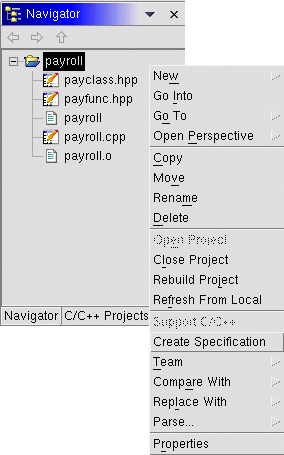 Navigator
payroll
payclass.hpp
payfunc.hpp
payroll
payroll.cpp
payroll.o
Navigator
C/C++ Projects
New
Go Into
Go To
Open Perspective
Copy
Move
Rename
Delete
Open Project
Close Project
Rebuild Project
Refresh From Local
Support C/C++
Create Specification
Team
Compare With
Replace With
Parse...
Properties